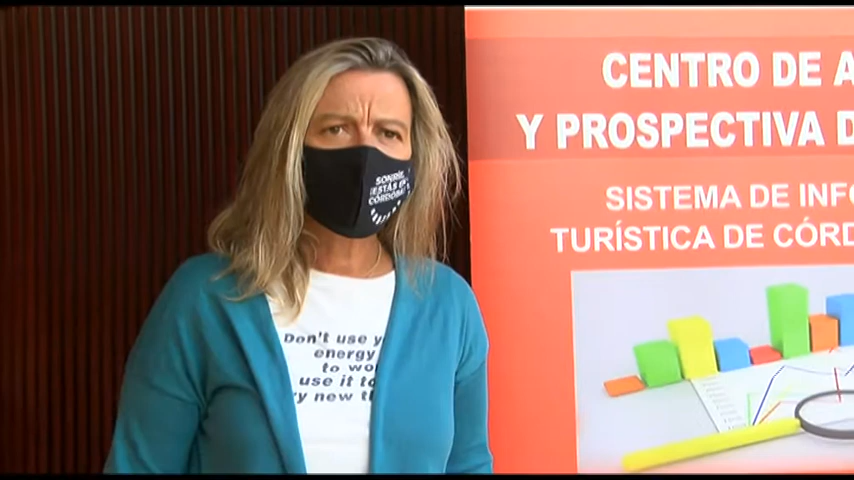 CENTRO DE A
Y PROSPECTIVA D
SISTEMA DE INFO
TURÍSTICA DE CÓRD
SONRÍE,
¡ESTÁS EN
CÓRDOBA!
Don't use y
energy
to wo
use it to
new